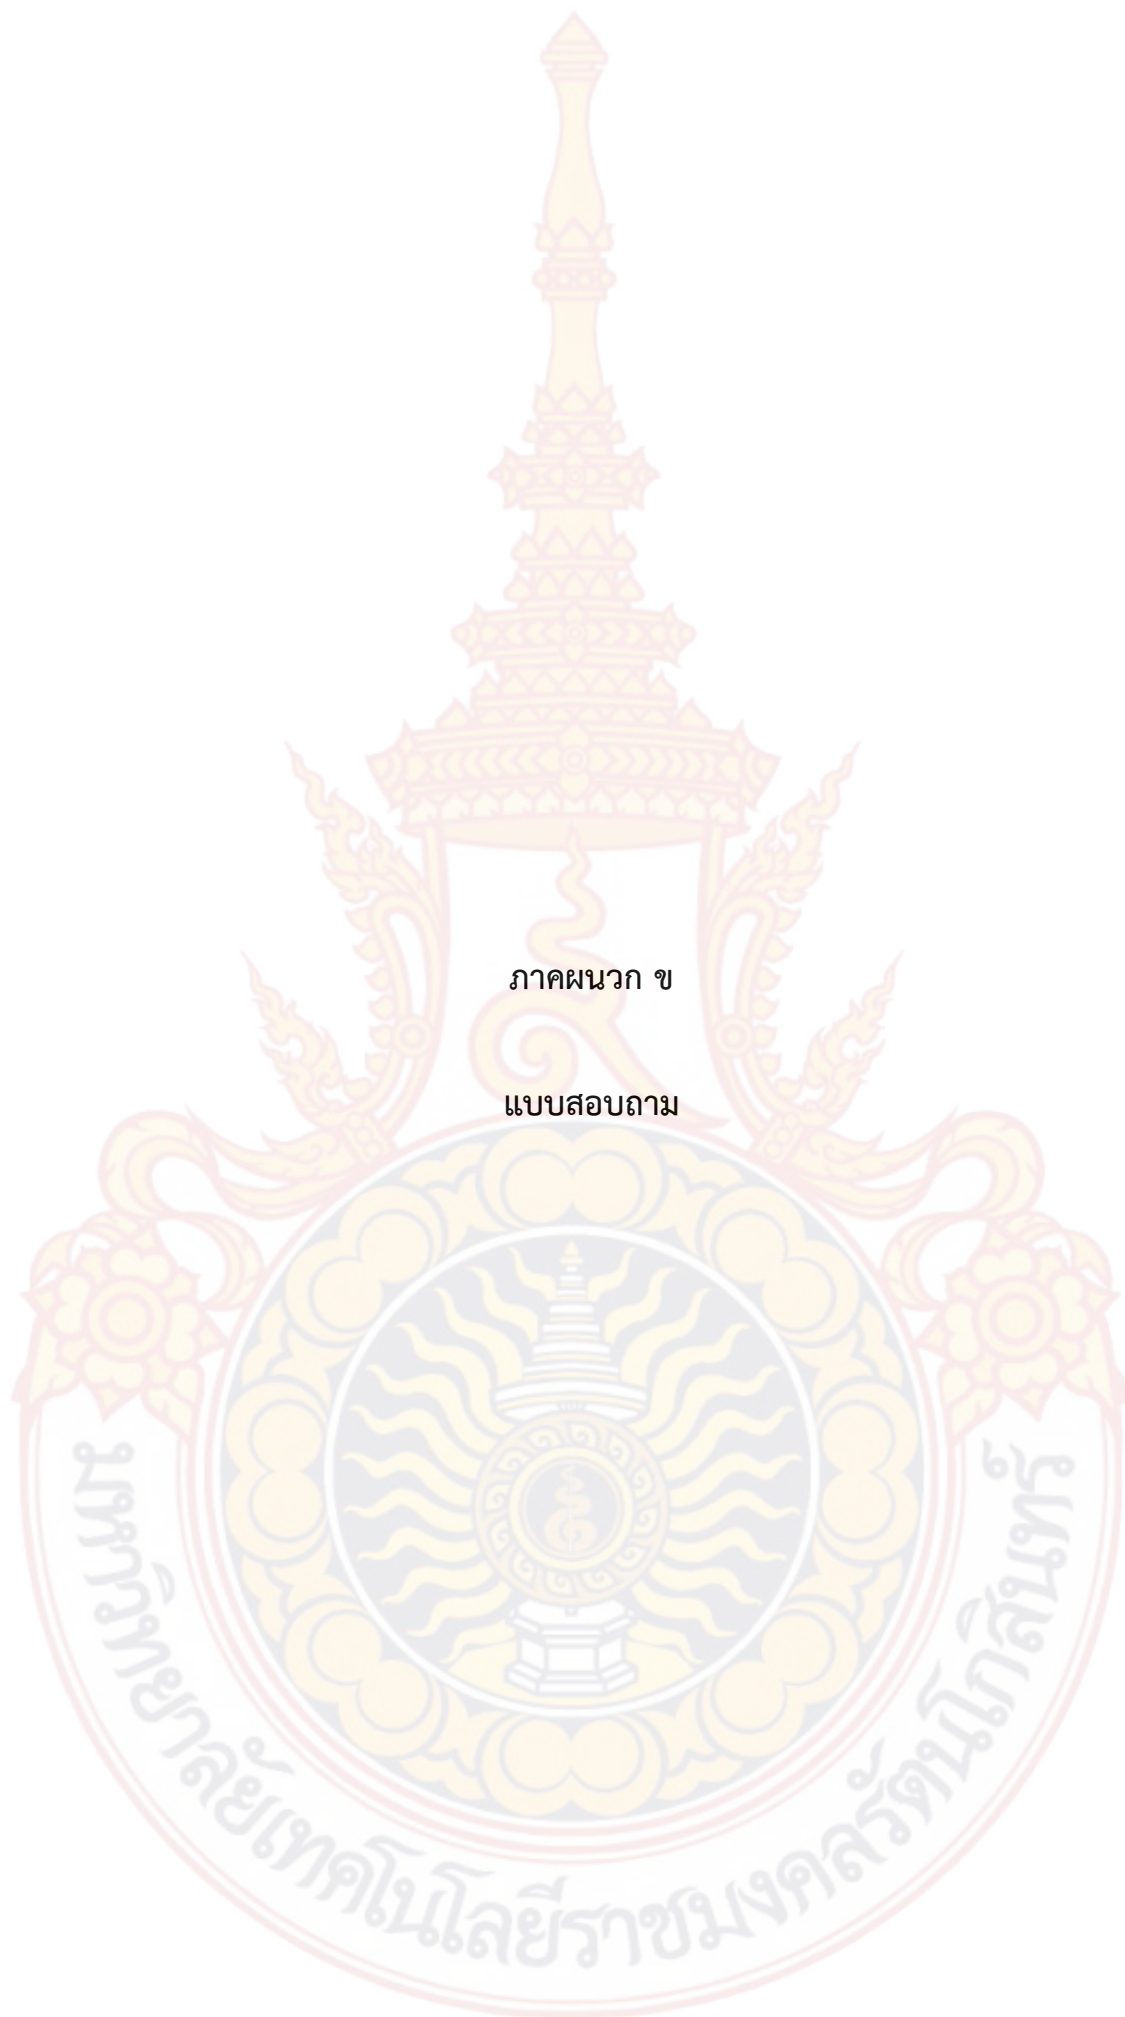 ภาคผนวก ข
แบบสอบถาม
มหาวิทยาลัยเทคโนโลยีราชมงคลรัตนโกสินทร์